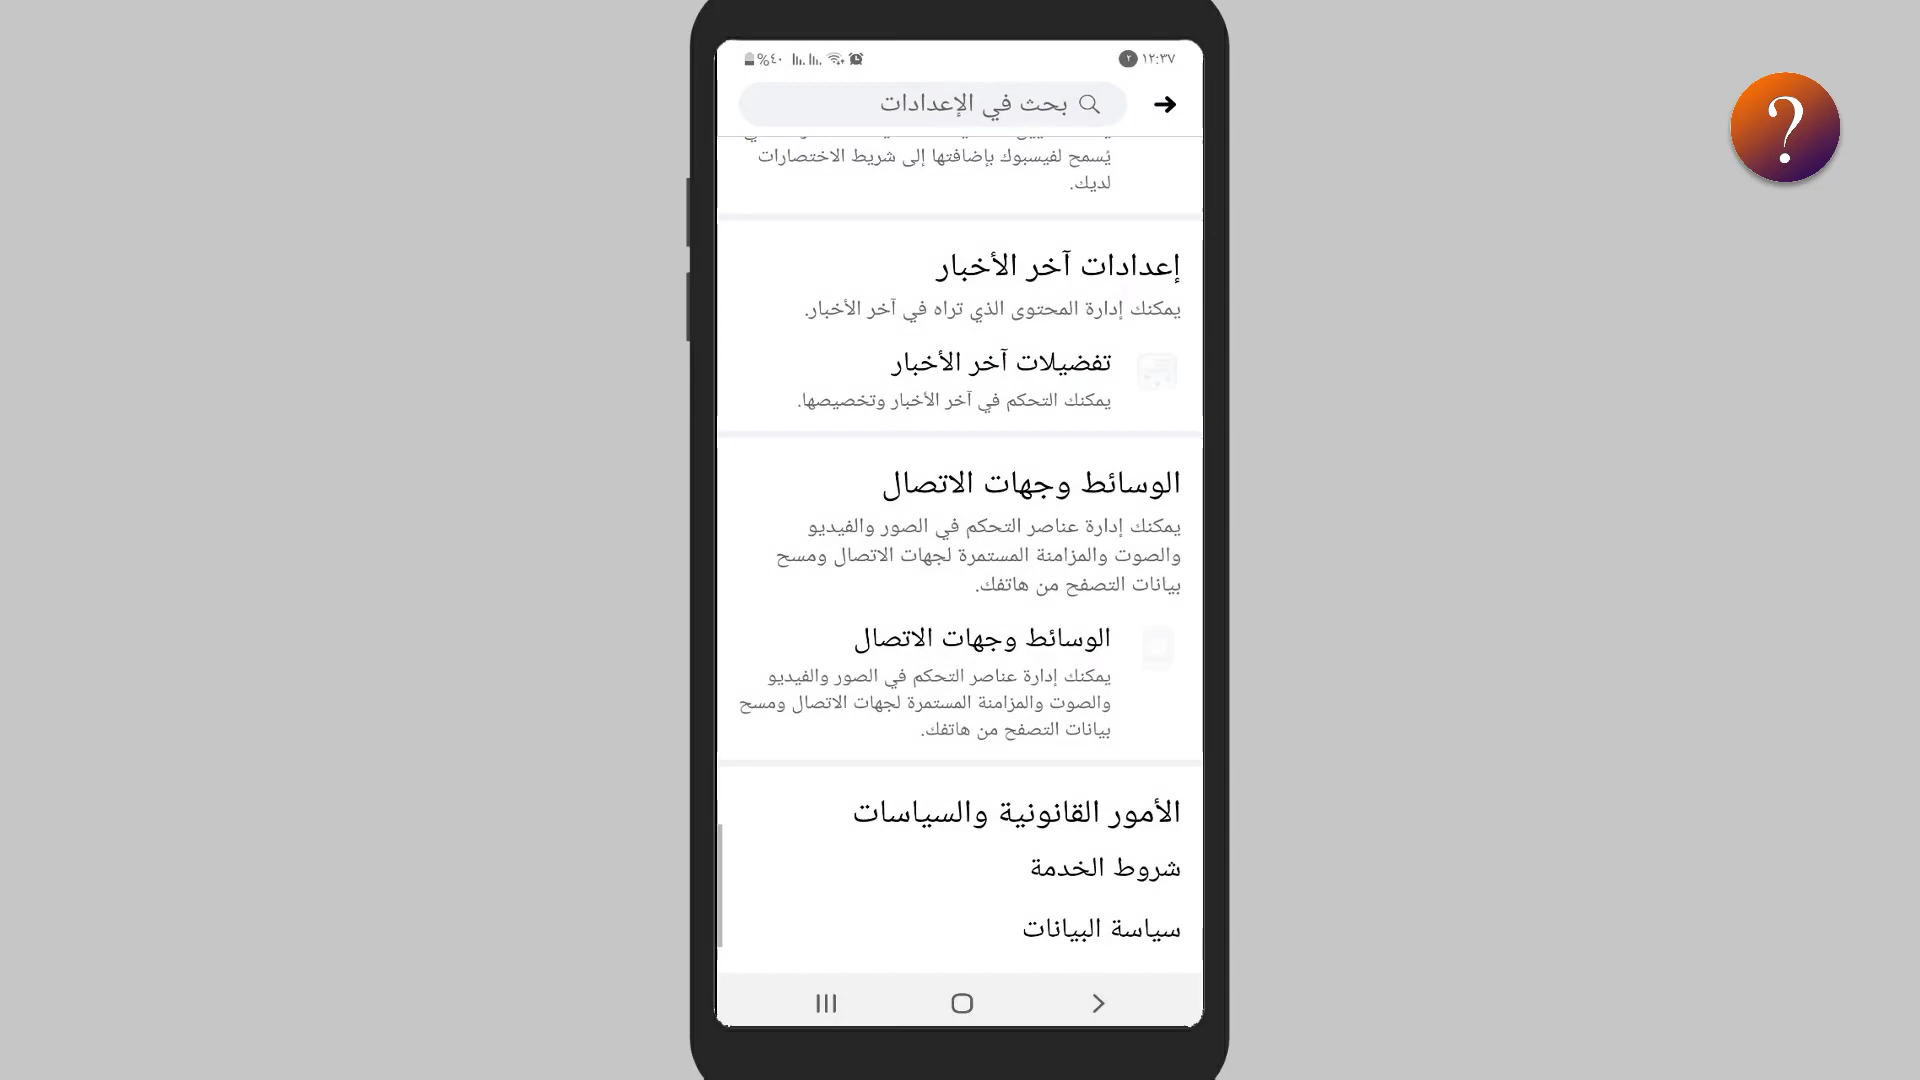 ١٢:٣٧ ٢
%٤٠
بحث في الإعدادات
يُسمح لفيسبوك بإضافتها إلى شريط الاختصارات
لديك.
إعدادات آخر الأخبار
يمكنك إدارة المحتوى الذي تراه في آخر الأخبار.
تفضيلات آخر الأخبار
يمكنك التحكم في آخر الأخبار وتخصيصها.
الوسائط وجهات الاتصال
يمكنك إدارة عناصر التحكم في الصور والفيديو
والصوت والمزامنة المستمرة لجهات الاتصال ومسح
بيانات التصفح من هاتفك.
الوسائط وجهات الاتصال
يمكنك إدارة عناصر التحكم في الصور والفيديو
والصوت والمزامنة المستمرة لجهات الاتصال ومسح
بيانات التصفح من هاتفك.
الأمور القانونية والسياسات
شروط الخدمة
سياسة البيانات
?